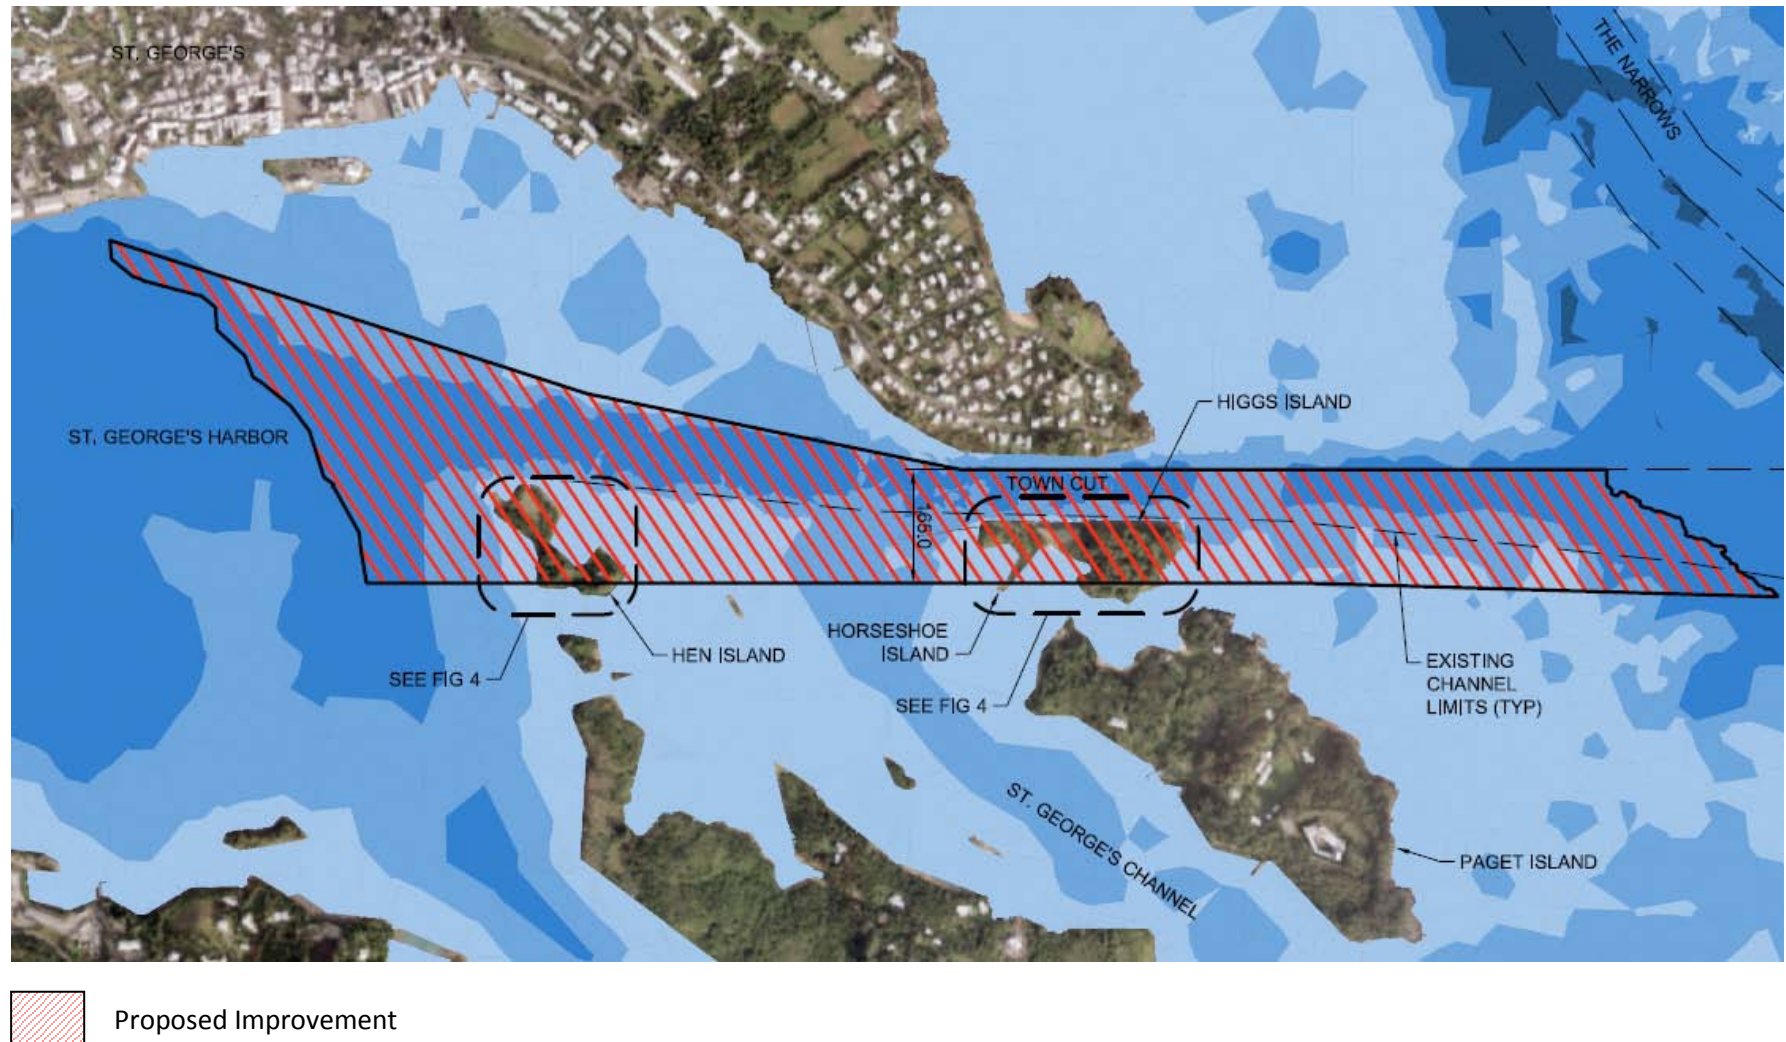 ST. GEORGE'S
THE NARROWS
HIGGS ISLAND
ST. GEORGE'S HARBOR
TOWN CUT
165.0
HORSESHOE
ISLAND
HEN ISLAND
SEE FIG 4
SEE FIG 4
EXISTING
CHANNEL
LIMITS (TYP)
ST. GEORGE'S CHANNEL
PAGET ISLAND
Proposed Improvement